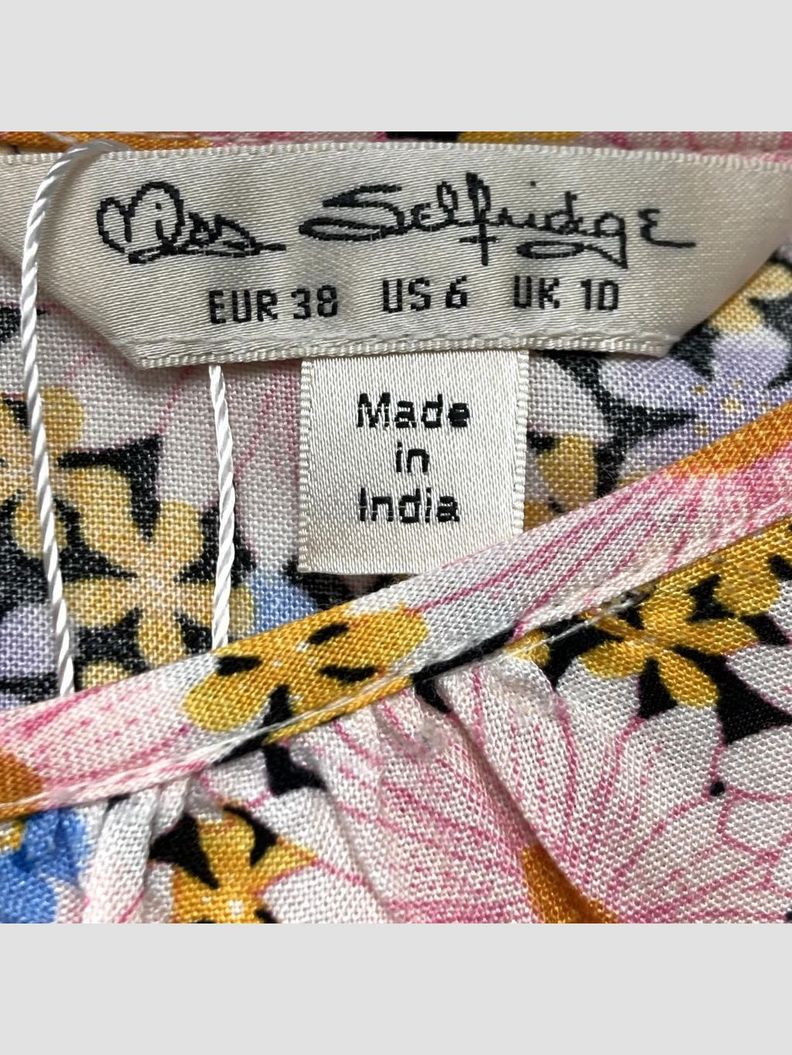 Miss Selfridge
EUR 38 US 6 UK 10
Made
in
India